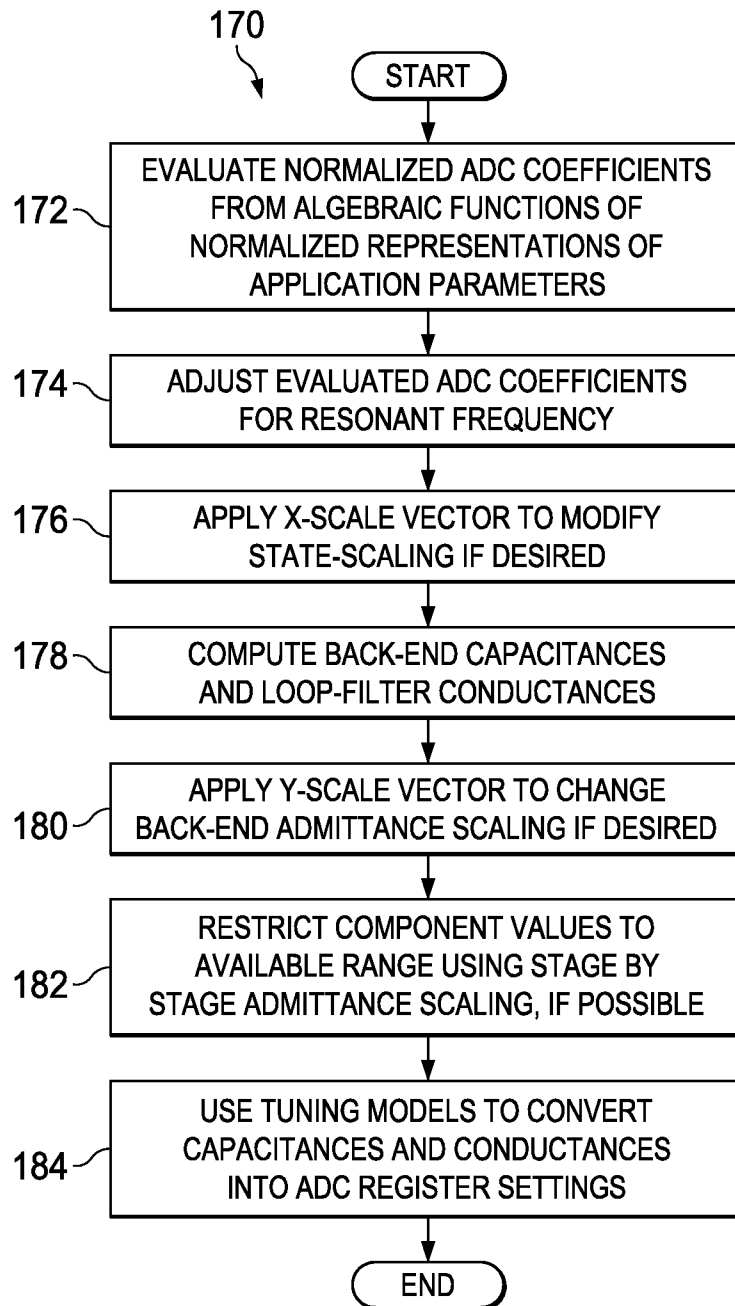 170
START
172
EVALUATE NORMALIZED ADC COEFFICIENTS
FROM ALGEBRAIC FUNCTIONS OF
NORMALIZED REPRESENTATIONS OF
APPLICATION PARAMETERS
174
ADJUST EVALUATED ADC COEFFICIENTS
FOR RESONANT FREQUENCY
176
APPLY X-SCALE VECTOR TO MODIFY
STATE-SCALING IF DESIRED
178
COMPUTE BACK-END CAPACITANCES
AND LOOP-FILTER CONDUCTANCES
180
APPLY Y-SCALE VECTOR TO CHANGE
BACK-END ADMITTANCE SCALING IF DESIRED
182
RESTRICT COMPONENT VALUES TO
AVAILABLE RANGE USING STAGE BY
STAGE ADMITTANCE SCALING, IF POSSIBLE
184
USE TUNING MODELS TO CONVERT
CAPACITANCES AND CONDUCTANCES
INTO ADC REGISTER SETTINGS
END